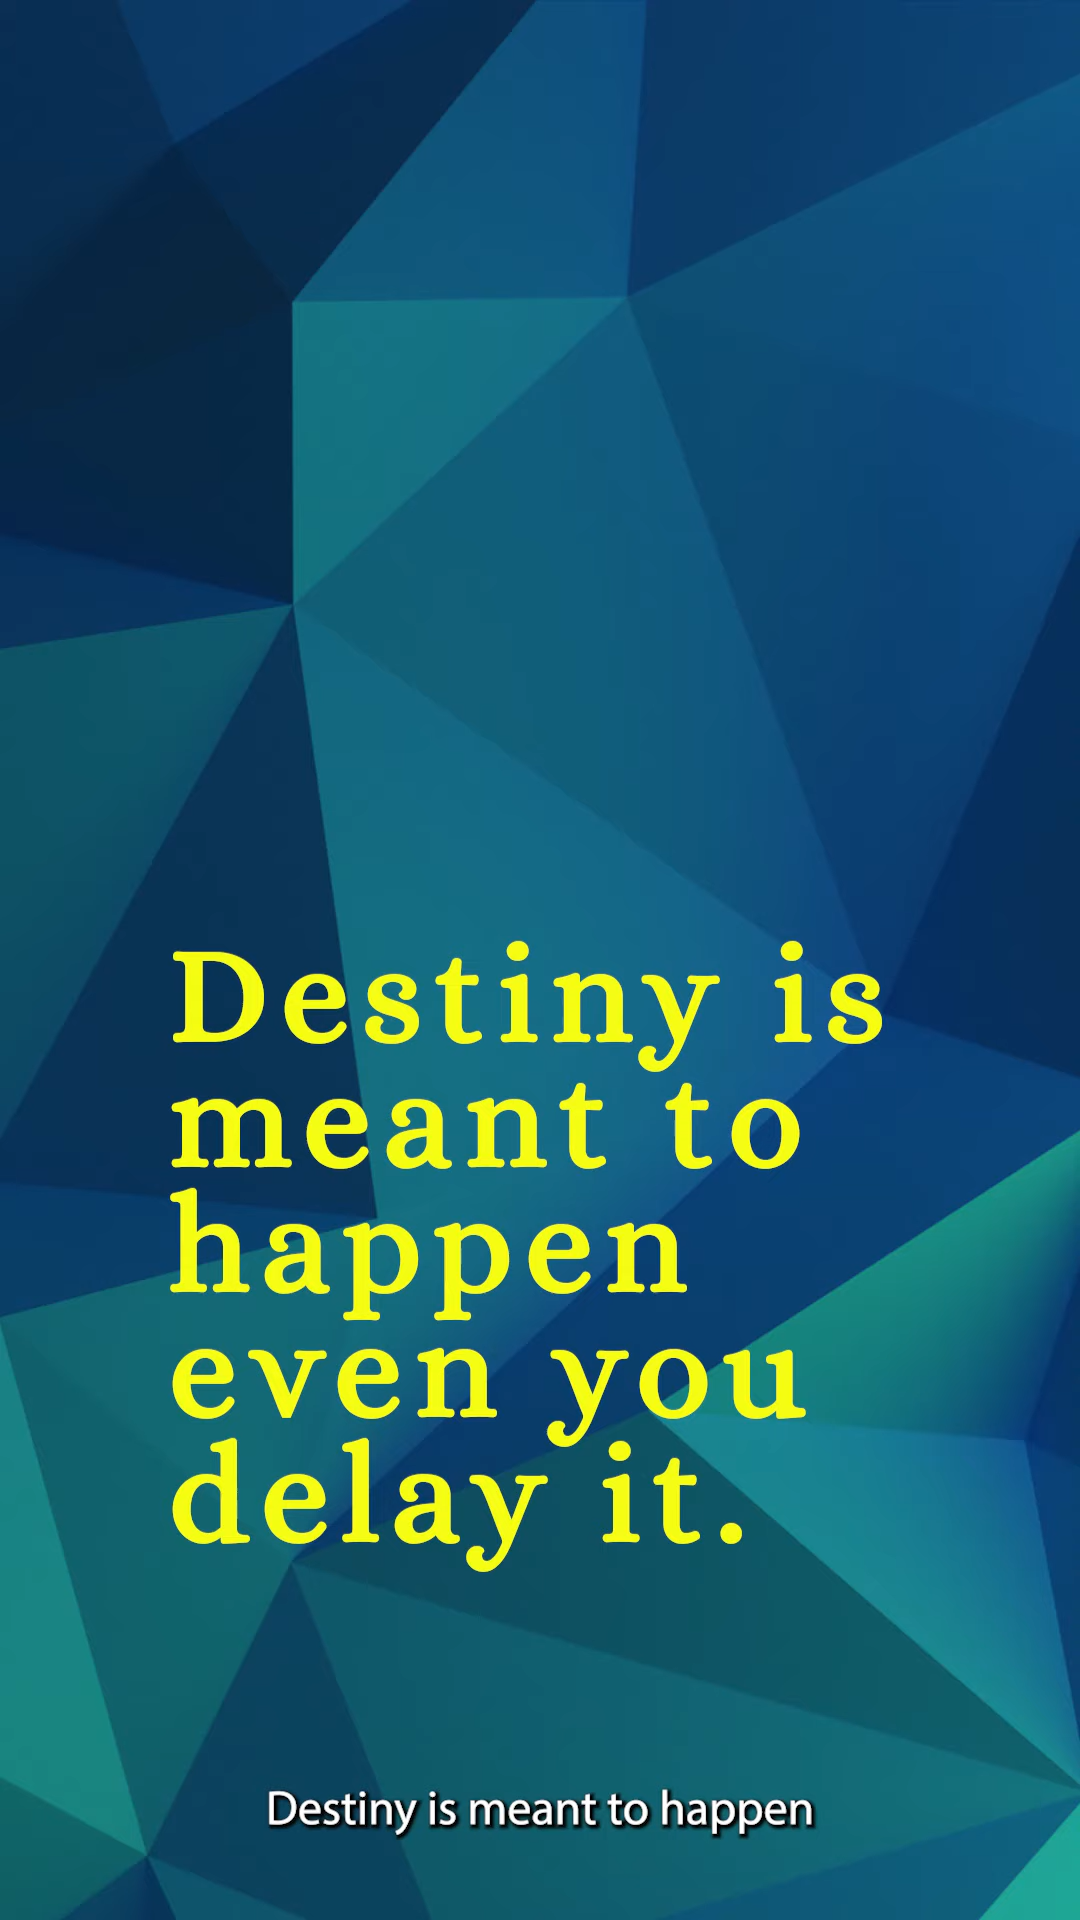 Destiny is
meant to
happen
even you
delay it.
Destiny is meant to happen